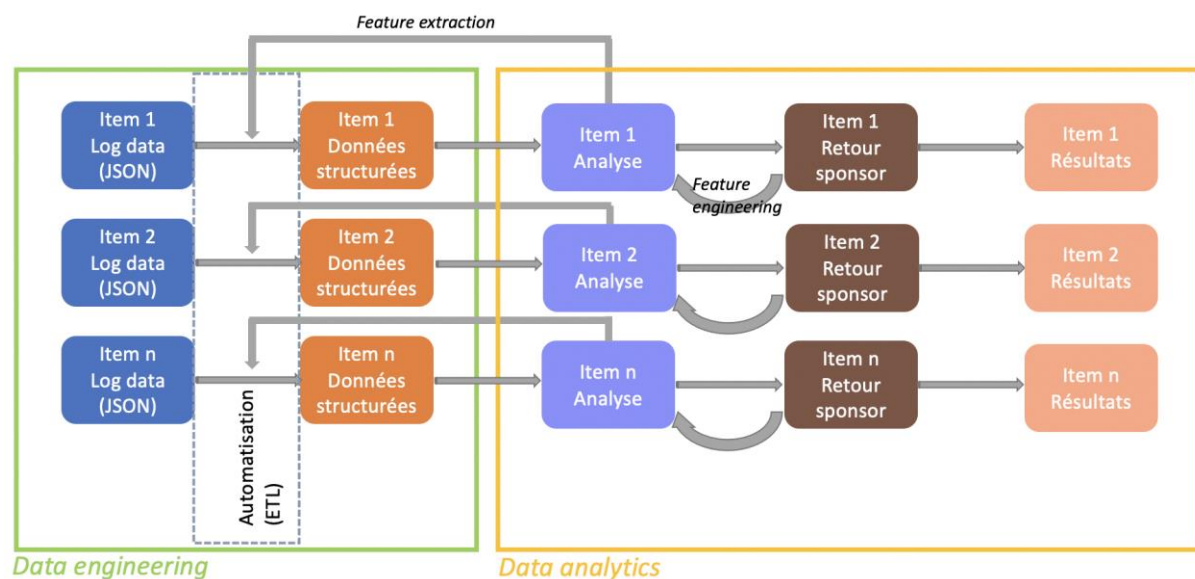 Feature extraction
Item 1
Log data
(JSON)
Item 1
Données
structurées
Item 1
Analyse
Item 1
Retour
sponsor
Item 1
Résultats
Feature
engineering
Item 2
Log data
(JSON)
Item 2
Données
structurées
Item 2
Analyse
Item 2
Retour
sponsor
Item 2
Résultats
Item n
Log data
(JSON)
Item n
Données
structurées
Item n
Analyse
Item n
Retour
sponsor
Item n
Résultats
Automatisation
(ETL)
Data engineering
Data analytics